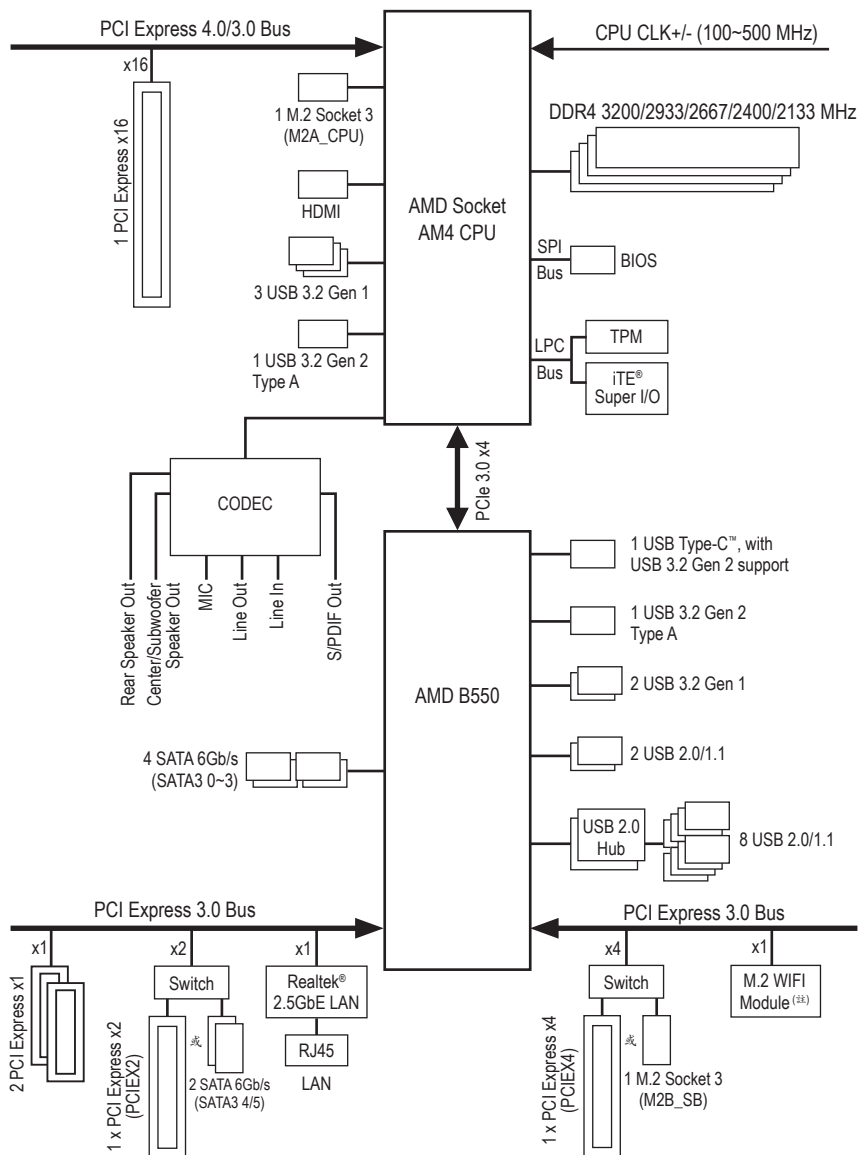 PCI Express 4.0/3.0 Bus
CPU CLK+/- (100~500 MHz)
x16
1 PCI Express x16
1 M.2 Socket 3
(M2A_CPU)
DDR4 3200/2933/2667/2400/2133 MHz
HDMI
AMD Socket
AM4 CPU
SPI
Bus
BIOS
3 USB 3.2 Gen 1
1 USB 3.2 Gen 2
Type A
LPC
Bus
TPM
iTE®
Super I/O
PCIe 3.0 x4
CODEC
Rear Speaker Out
Center/Subwoofer
Speaker Out
MIC
Line Out
Line In
S/PDIF Out
AMD B550
1 USB Type-C™, with
USB 3.2 Gen 2 support
1 USB 3.2 Gen 2
Type A
2 USB 3.2 Gen 1
4 SATA 6Gb/s
(SATA3 0~3)
2 USB 2.0/1.1
USB 2.0
Hub
8 USB 2.0/1.1
PCI Express 3.0 Bus
PCI Express 3.0 Bus
x1
x2
x1
x4
x1
2 PCI Express x1
Switch
Realtek®
2.5GbE LAN
Switch
M.2 WIFI
Module (註)
1 x PCI Express x2
(PCIEX2)
或
2 SATA 6Gb/s
(SATA3 4/5)
RJ45
LAN
1 x PCI Express x4
(PCIEX4)
或
1 M.2 Socket 3
(M2B_SB)